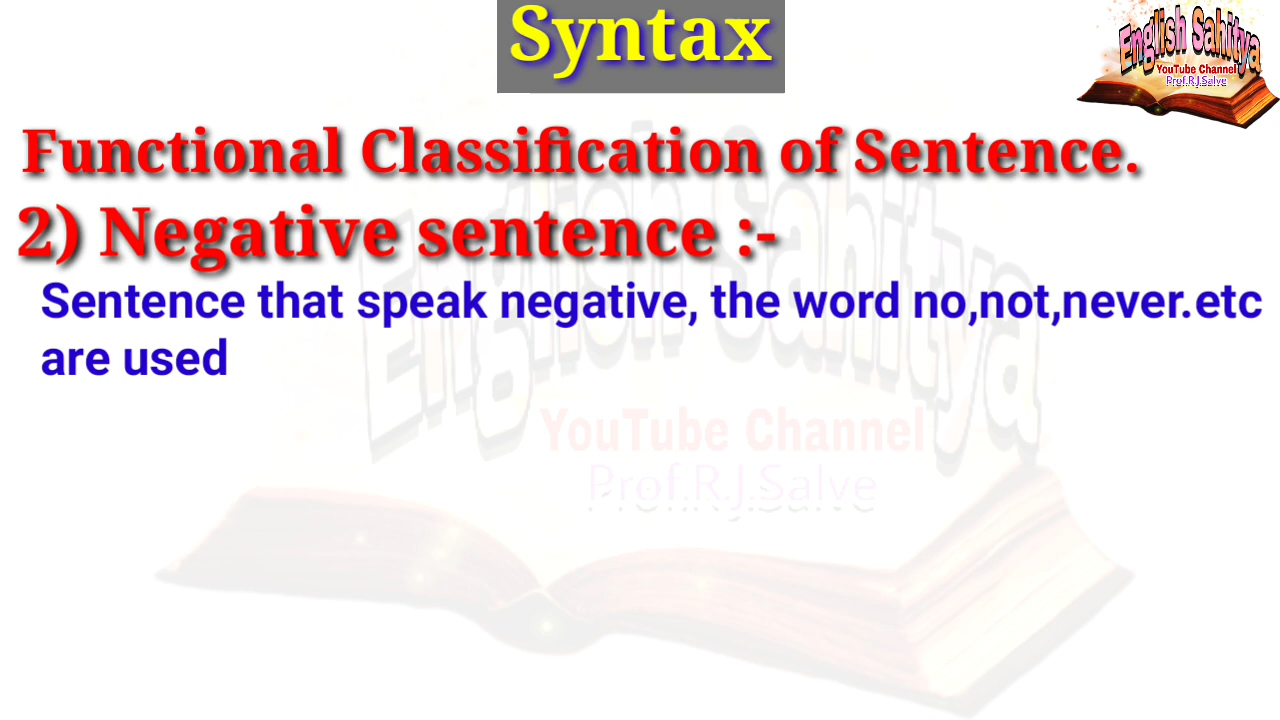 Syntax
English Sahitya
YouTube Channel
Prof.R.J.Salve
Functional Classification of Sentence.
2) Negative sentence :-
Sentence that speak negative, the word no,not,never.etc
are used
English Sahitya
YouTube Channel
Prof.R.J.Salve